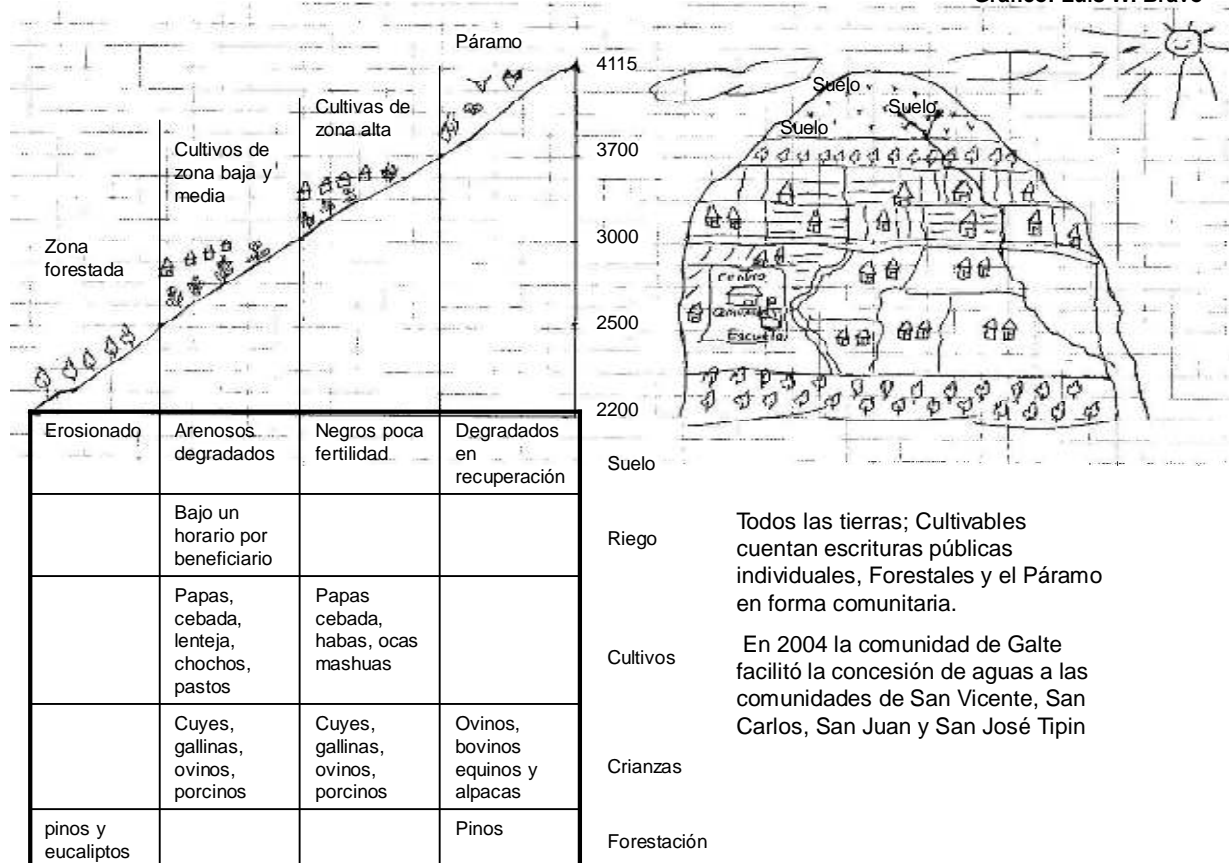 Páramo
4115
Cultivas de
zona alta
Cultivos de
zona baja y
media
3700
Zona
forestada
3000
2500
2200
Suelo
Suelo
Suelo
Centro
Escuela
Erosionado
Arenosos
degradados
Negros poca
fertilidad
Degradados
en
recuperación
Suelo
Bajo un
horario por
beneficiario
Riego
Papas,
cebada,
lenteja,
chochos,
pastos
Papas
cebada,
habas, ocas
mashuas
Cultivos
Cuyes,
gallinas,
ovinos,
porcinos
Cuyes,
gallinas,
ovinos,
porcinos
Ovinos,
bovinos
equinos y
alpacas
Crianzas
pinos y
eucaliptos
Pinos
Forestación
Todos las tierras; Cultivables
cuentan escrituras públicas
individuales, Forestales y el Páramo
en forma comunitaria.
En 2004 la comunidad de Galte
facilitó la concesión de aguas a las
comunidades de San Vicente, San
Carlos, San Juan y San José Tipin